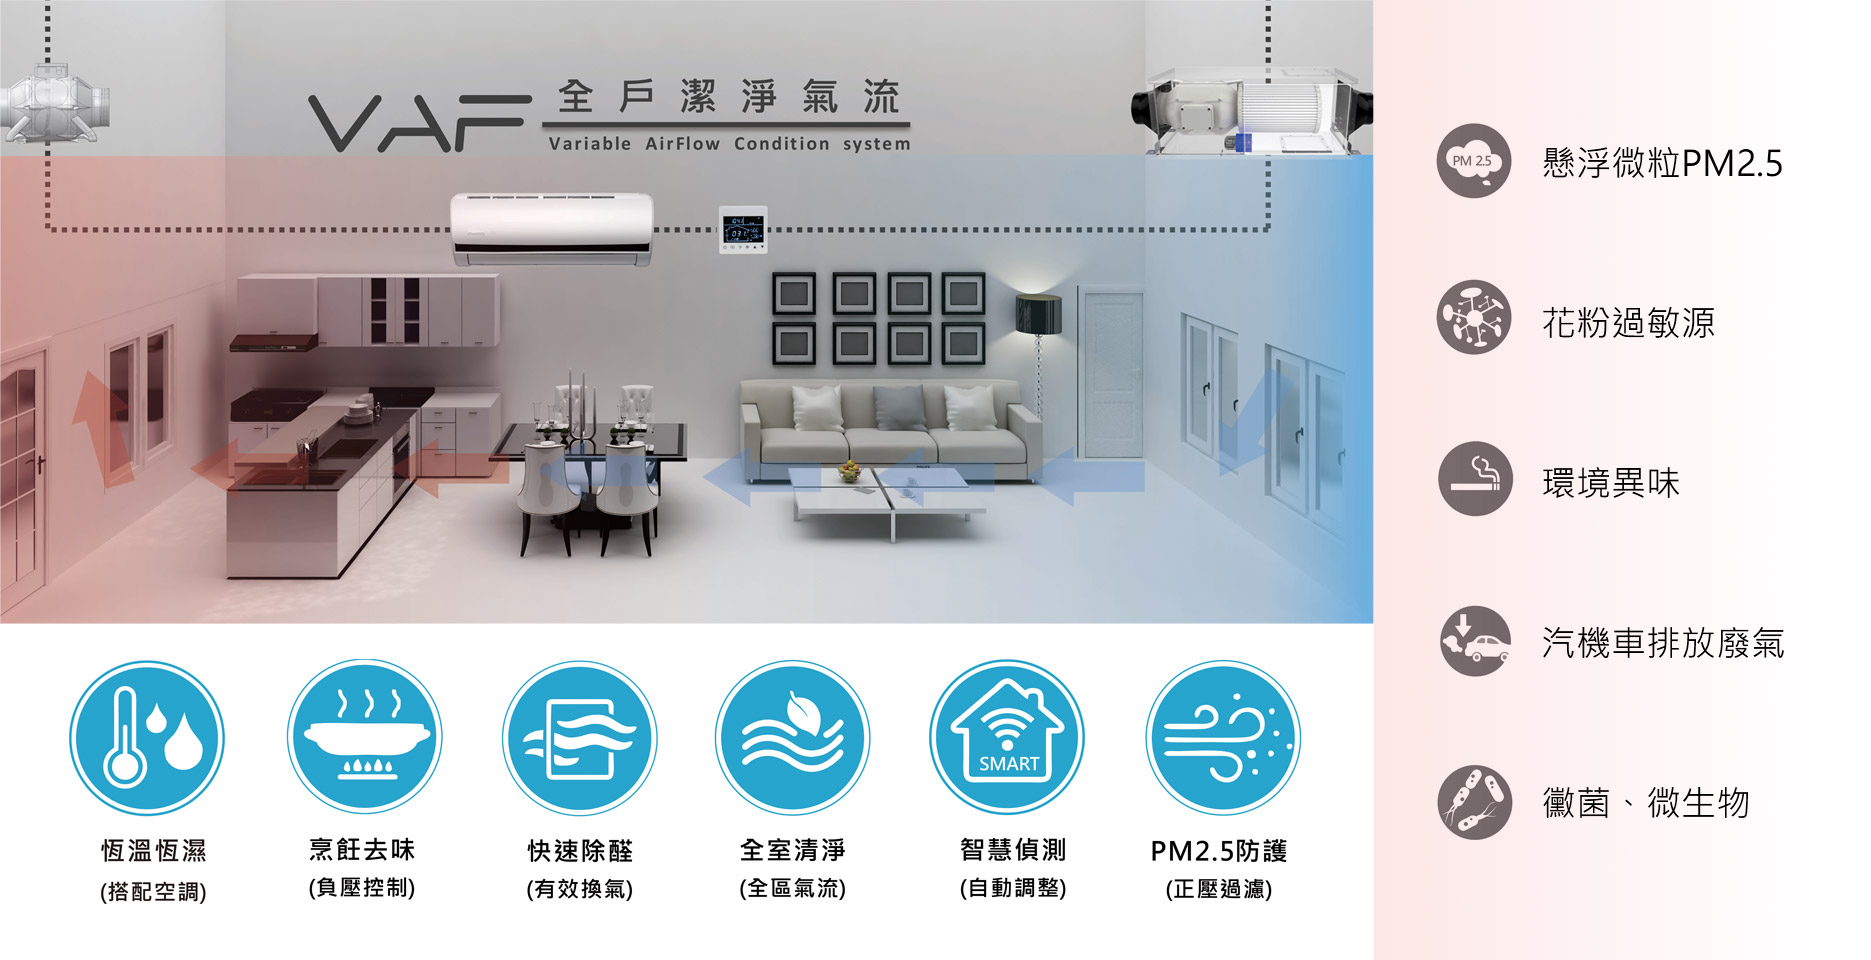 VAF
全戶潔淨氣流
Variable AirFlow Condition system
恆溫恆濕
(搭配空調)
烹飪去味
(負壓控制)
快速除醛
(有效換氣)
全室清淨
(全區氣流)
SMART
智慧偵測
(自動調整)
PM2.5防護
(正壓過濾)
PM 2.5
懸浮微粒PM2.5
花粉過敏源
環境異味
汽機車排放廢氣
黴菌、微生物